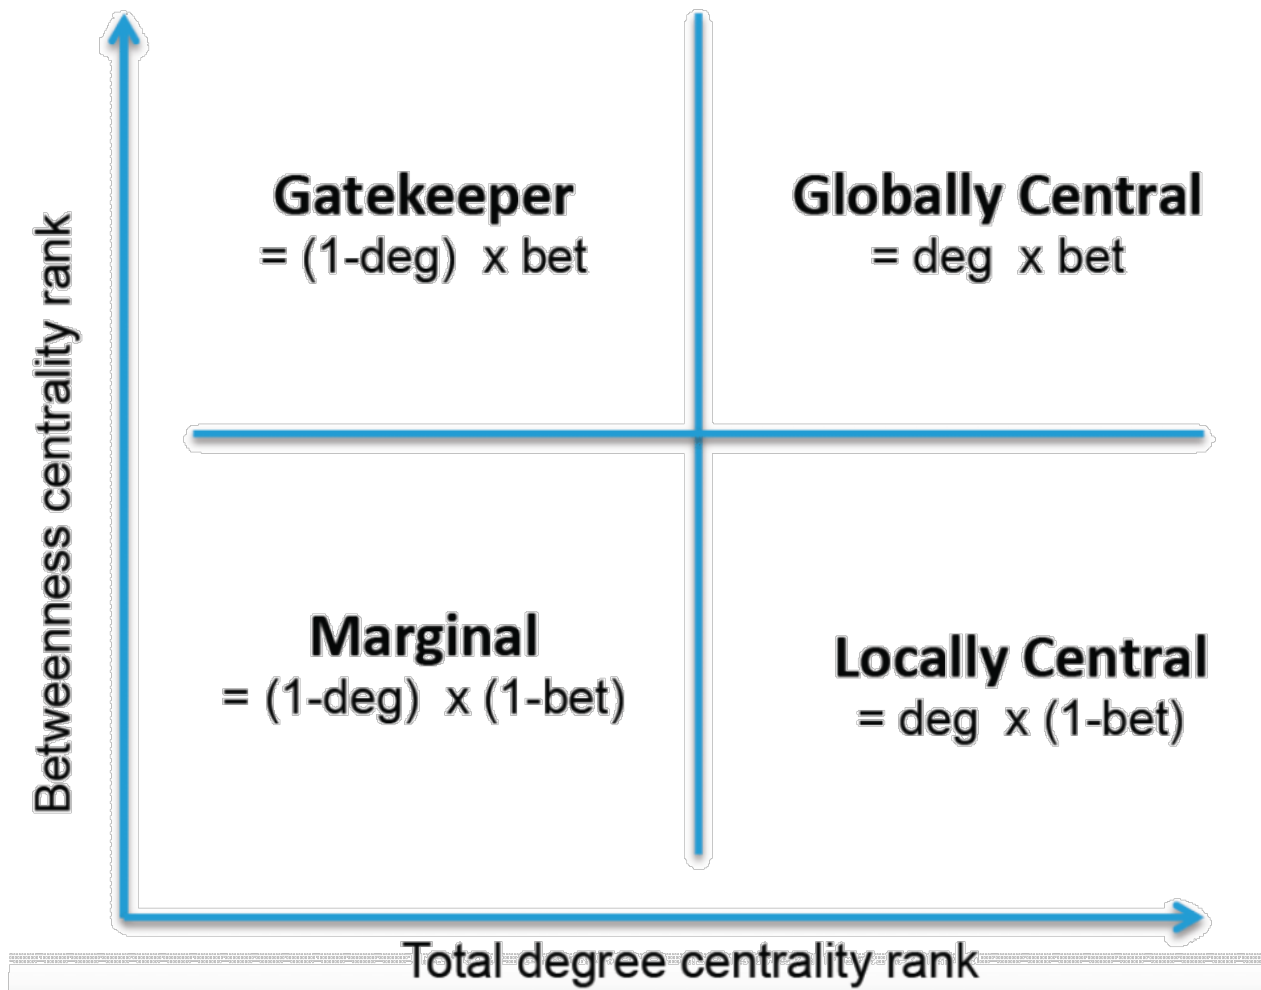 Betweenness centrality rank
Gatekeeper
= (1-deg) x bet
Globally Central
= deg x bet
Marginal
= (1-deg) x (1-bet)
Locally Central
= deg x (1-bet)
Total degree centrality rank